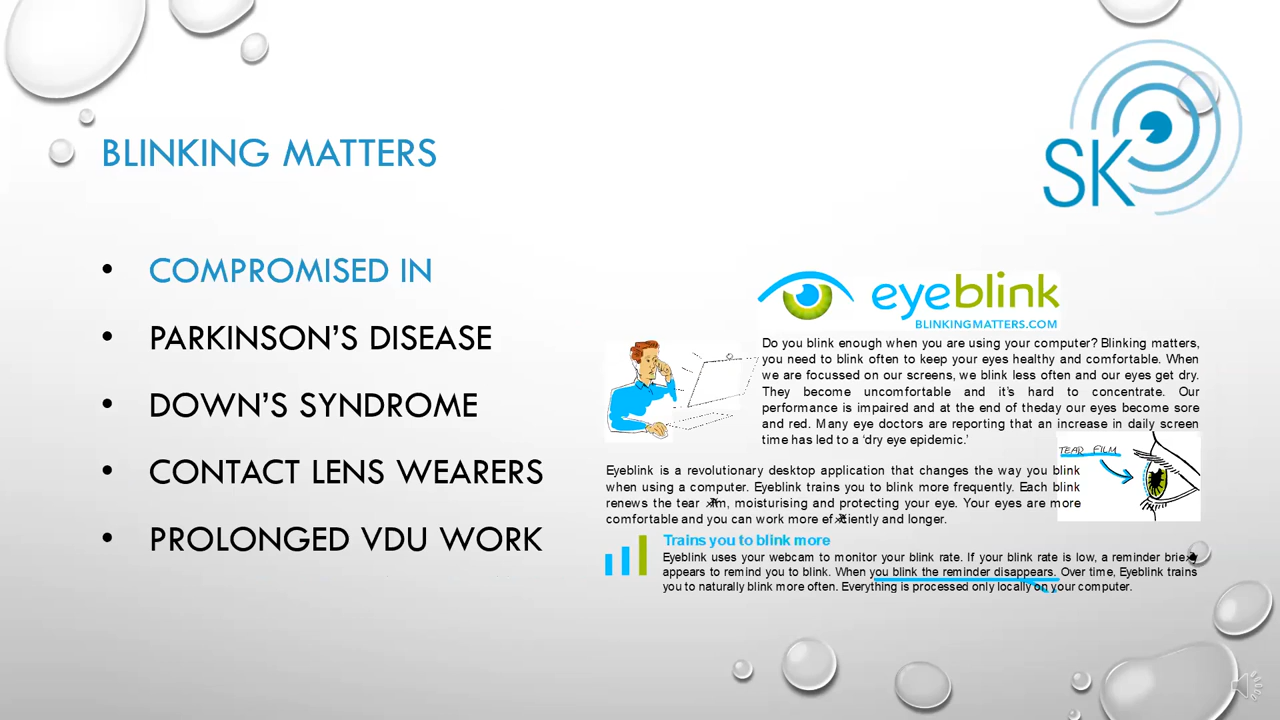 SK
BLINKING MATTERS
• COMPROMISED IN
• PARKINSON'S DISEASE
• DOWN'S SYNDROME
• CONTACT LENS WEARERS
• PROLONGED VDU WORK
eyeblink
BLINKINGMATTERS.COM
Do you blink enough when you are using your computer? Blinking matters,
you need to blink often to keep your eyes healthy and comfortable. When
we are focussed on our screens, we blink less often and our eyes get dry.
They become uncomfortable and it's hard to concentrate. Our
performance is impaired and at the end of theday our eyes become sore
and red. Many eye doctors are reporting that an increase in daily screen
time has led to a 'dry eye epidemic.'
TEAR FILM
Eyeblink is a revolutionary desktop application that changes the way you blink
when using a computer. Eyeblink trains you to blink more frequently. Each blink
renews the tear , moisturising and protecting your eye. Your eyes are more
comfortable and you can work more and longer.
Trains you to blink more
Eyeblink uses your webcam to monitor your blink rate. If your blink rate is low, a reminder
appears to remind you to blink. When you blink the reminder disappears. Over time, Eyeblink trains
you to naturally blink more often. Everything is processed only locally on your computer.